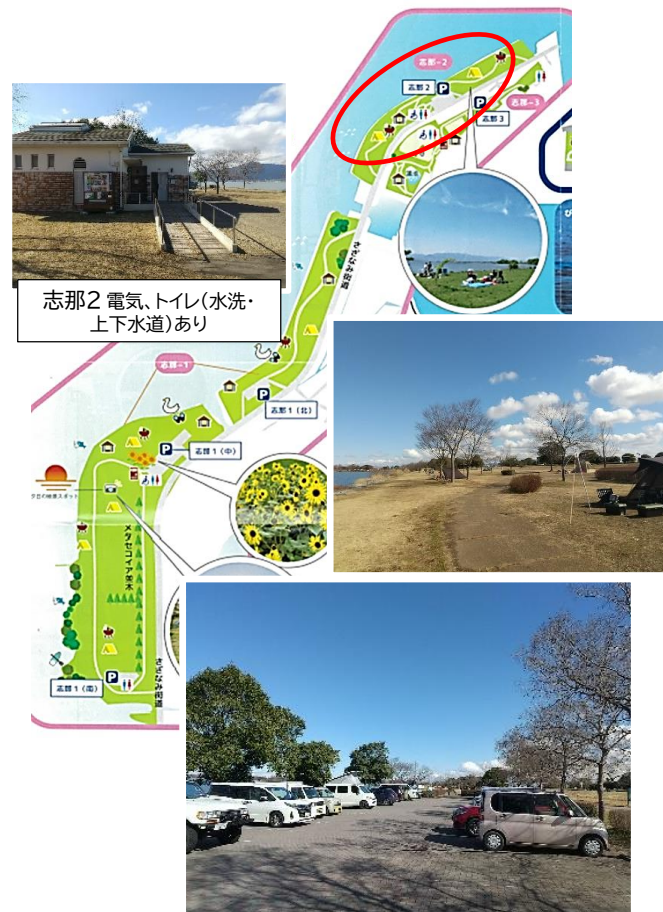 志那-2
志那2
P
P
志那-3
志那3
さざなみ街道
志那2 電気、トイレ(水洗・
上下水道)あり
志那-1
P
志那1(北)
P
志那1(中)
夕日の絶景スポット
メタセコイア並木
P
志那1(南)
さざなみ街道